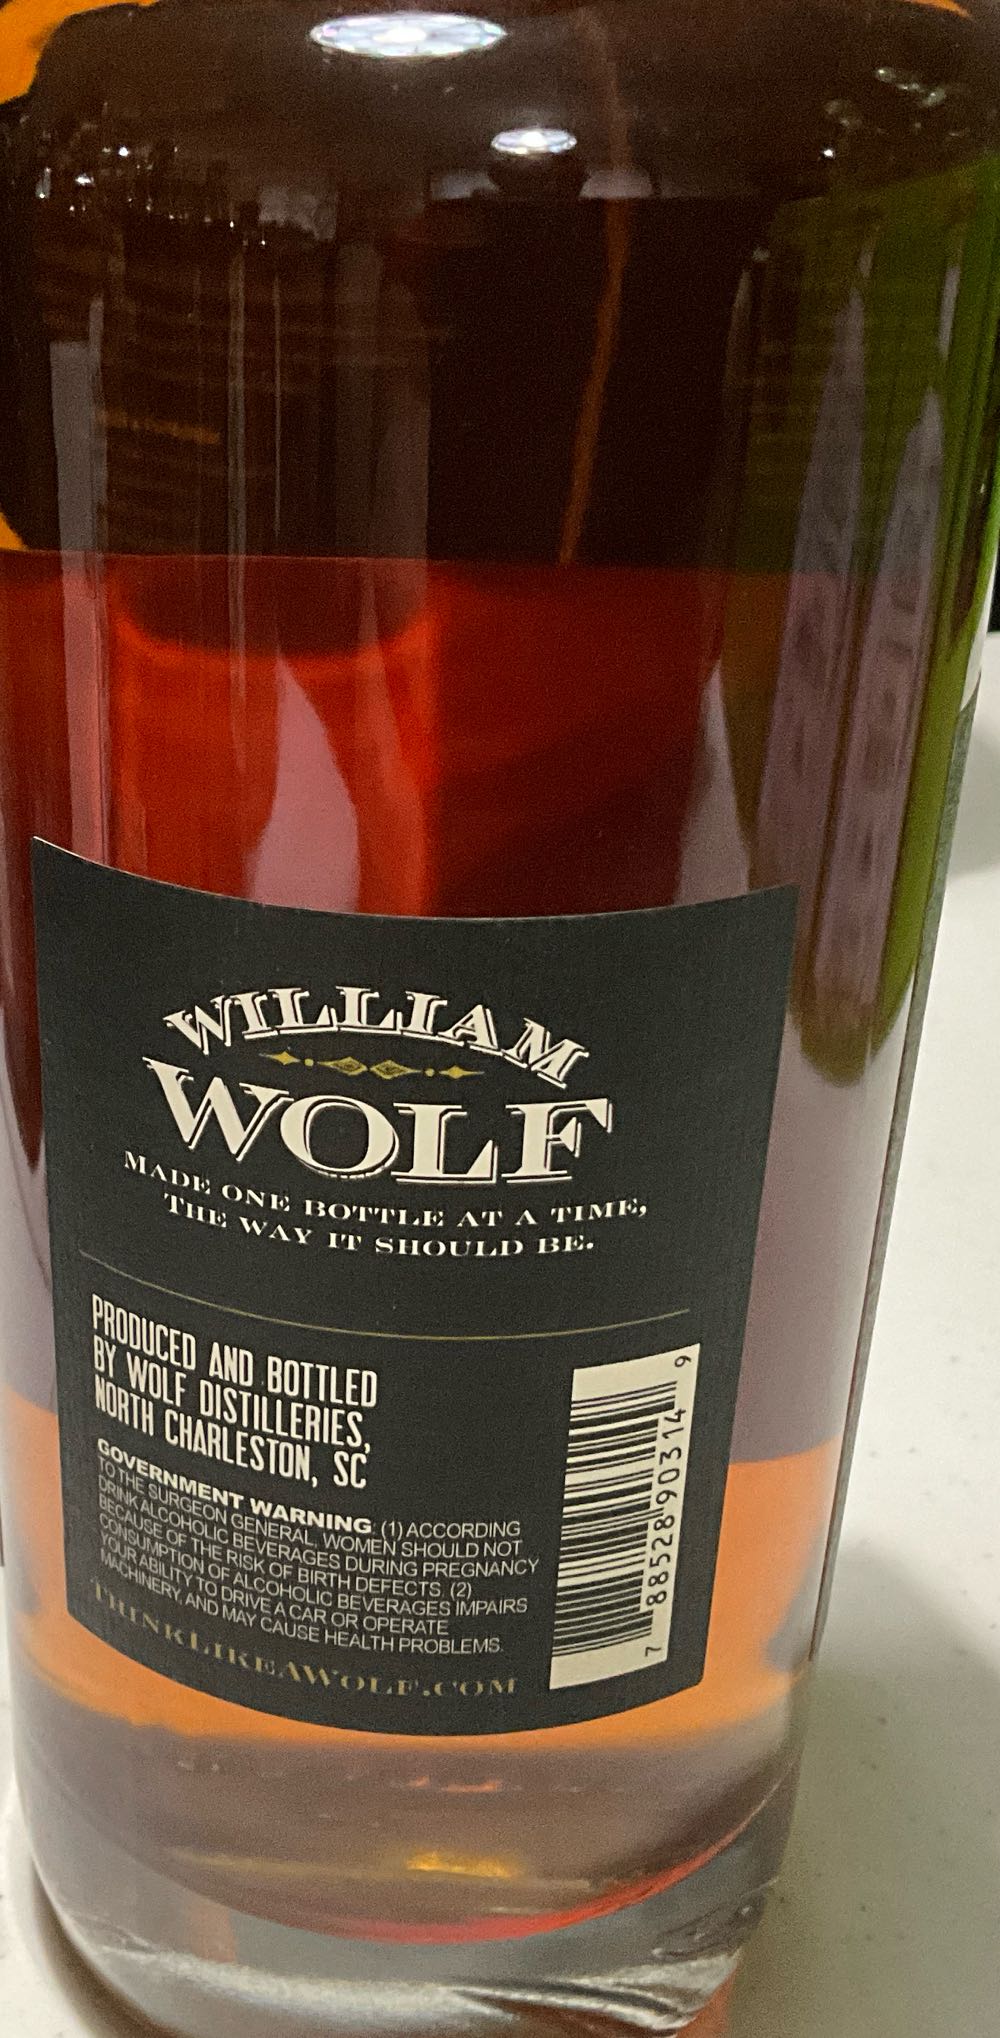 WILLIAM
WOLF
MADE ONE BOTTLE AT A TIME,
THE WAY IT SHOULD BE.
PRODUCED AND BOTTLED
BY WOLF DISTILLERIES,
NORTH CHARLESTON, SC
GOVERNMENT WARNING: (1) ACCORDING
TO THE SURGEON GENERAL, WOMEN SHOULD NOT
DRINK ALCOHOLIC BEVERAGES DURING PREGNANCY
BECAUSE OF THE RISK OF BIRTH DEFECTS. (2)
CONSUMPTION OF ALCOHOLIC BEVERAGES IMPAIRS
YOUR ABILITY TO DRIVE A CAR OR OPERATE
MACHINERY, AND MAY CAUSE HEALTH PROBLEMS.
THINKLIKEAWOLF.COM
7 88528 90314 9